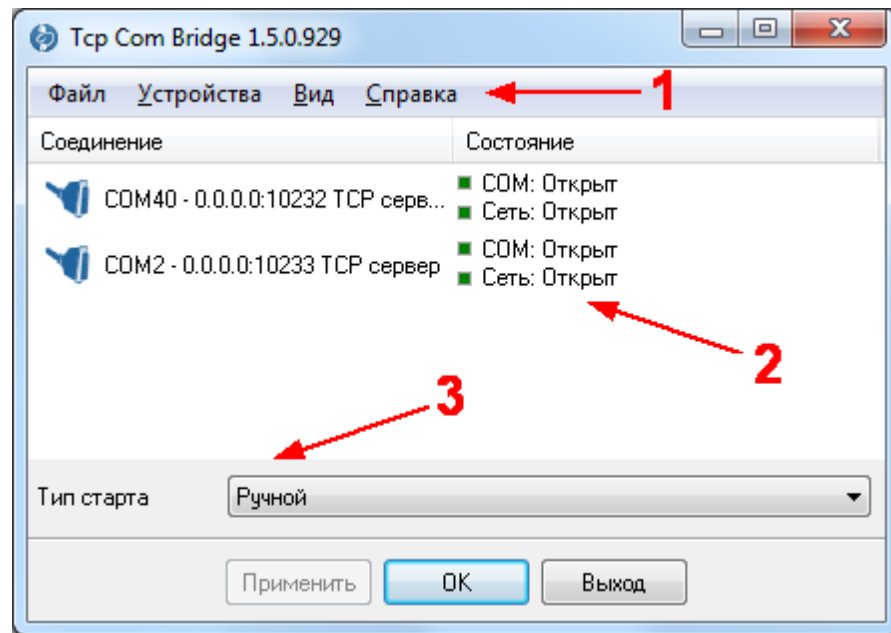 Tcp Com Bridge 1.5.0.929
Файл Устройства Вид Справка 1
Соединение Состояние
COM40 - 0.0.0.0:10232 TCP серв... COM: Открыт
Сеть: Открыт
COM2 - 0.0.0.0:10233 TCP сервер COM: Открыт
Сеть: Открыт
2
3
Тип старта Ручной
Применить OK Выход